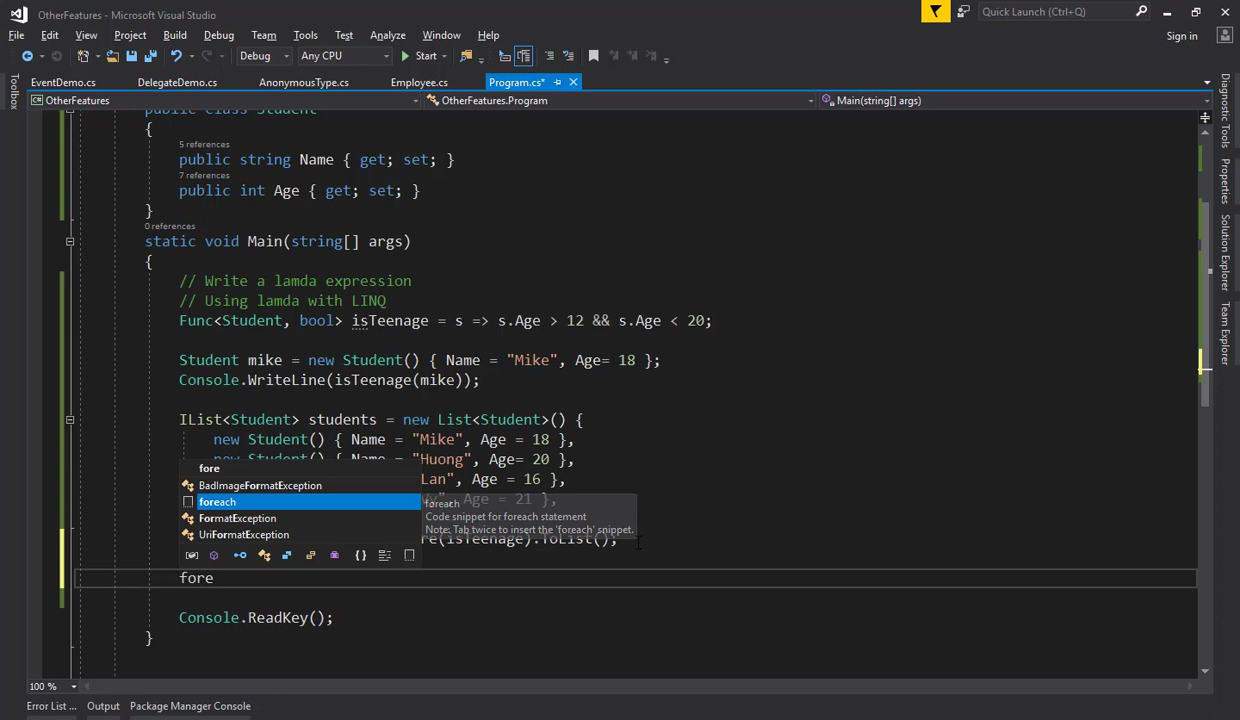 OtherFeatures - Microsoft Visual Studio
Quick Launch (Ctrl+Q)
File Edit View Project Build Debug Team Tools Test Analyze Window Help
Sign in
Debug Any CPU Start
EventDemo.cs DelegateDemo.cs AnonymousType.cs Employee.cs Program.cs*
OtherFeatures OtherFeatures.Program Main(string[] args)
Toolbox
Diagnostic Tools
Properties
Solution Explorer
Team Explorer
public class Student
{
5 references
public string Name { get; set; }
7 references
public int Age { get; set; }
}
0 references
static void Main(string[] args)
{
// Write a lamda expression
// Using lamda with LINQ
Func<Student, bool> isTeenage = s => s.Age > 12 && s.Age < 20;
Student mike = new Student() { Name = "Mike", Age= 18 };
Console.WriteLine(isTeenage(mike));
IList<Student> students = new List<Student>() {
new Student() { Name = "Mike", Age = 18 },
new Student() { Name = "Huong", Age= 20 },
Lan", Age = 16 },
Age = 21 },
re(isTeenage).ToList();
fore
BadImageFormatException
foreach
FormatException
UriFormatException
foreach
Code snippet for foreach statement
Note: Tab twice to insert the 'foreach' snippet.
fore
Console.ReadKey();
}
100 %
Error List ... Output Package Manager Console